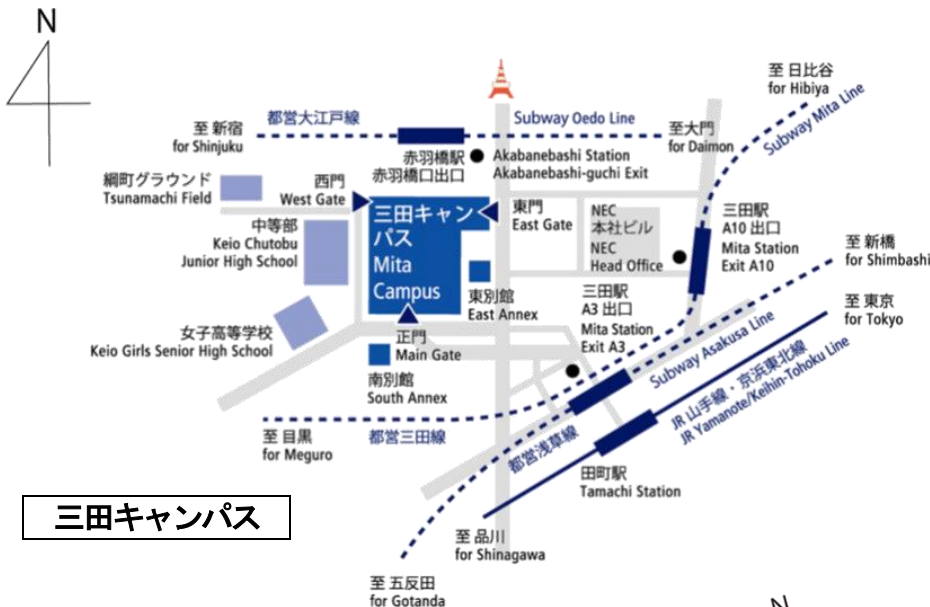 N
至 日比谷
for Hibiya
Subway Mita Line
都営大江戸線
Subway Oedo Line
至 新宿
for Shinjuku
至大門
for Daimon
赤羽橋駅
赤羽橋口出口
Akabanebashi Station
Akabanebashi-guchi Exit
綱町グラウンド
Tsunamachi Field
西門
West Gate
三田キャン
パス
Mita
Campus
東門
East Gate
NEC
本社ビル
NEC
Head Office
三田駅
A10 出口
Mita Station
Exit A10
中等部
Keio Chutobu
Junior High School
至 新橋
for Shimbashi
東別館
East Annex
三田駅
A3 出口
Mita Station
Exit A3
至 東京
for Tokyo
女子高等学校
Keio Girls Senior High School
正門
Main Gate
南別館
South Annex
Subway Asakusa Line
JR 山手線・京浜東北線
JR Yamanote/Keihin-Tohoku Line
至 目黒
for Meguro
都営三田線
都営浅草線
田町駅
Tamachi Station
三田キャンパス
至 品川
for Shinagawa
至 五反田
for Gotanda
N